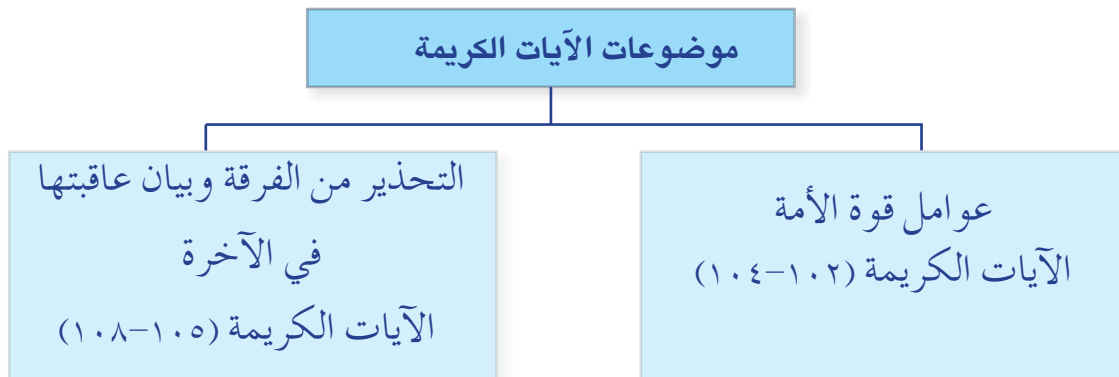 موضوعات الآيات الكريمة
عوامل قوة الأمة
الآيات الكريمة (١٠٢-١٠٤)
التحذير من الفرقة وبيان عاقبتها
في الآخرة
الآيات الكريمة (١٠٥-١٠٨)